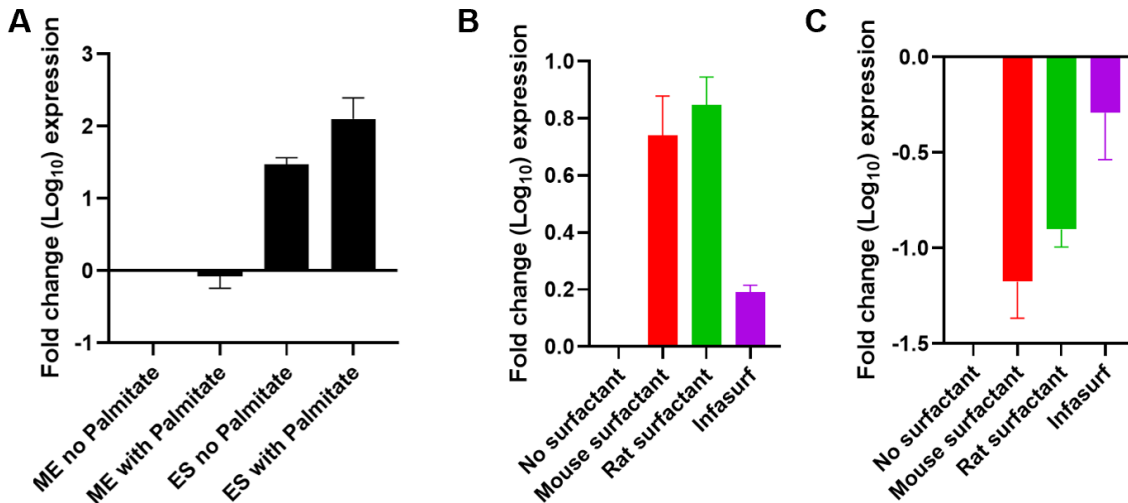 A
Fold change (Log₁₀) expression
3
2
1
0
-1
ME no Palmitate
ME with Palmitate
ES no Palmitate
ES with Palmitate
B
Fold change (Log₁₀) expression
1.0
0.8
0.6
0.4
0.2
0.0
No surfactant
Mouse surfactant
Rat surfactant
Infasurf
C
Fold change (Log₁₀) expression
0.0
-0.5
-1.0
-1.5
No surfactant
Mouse surfactant
Rat surfactant
Infasurf